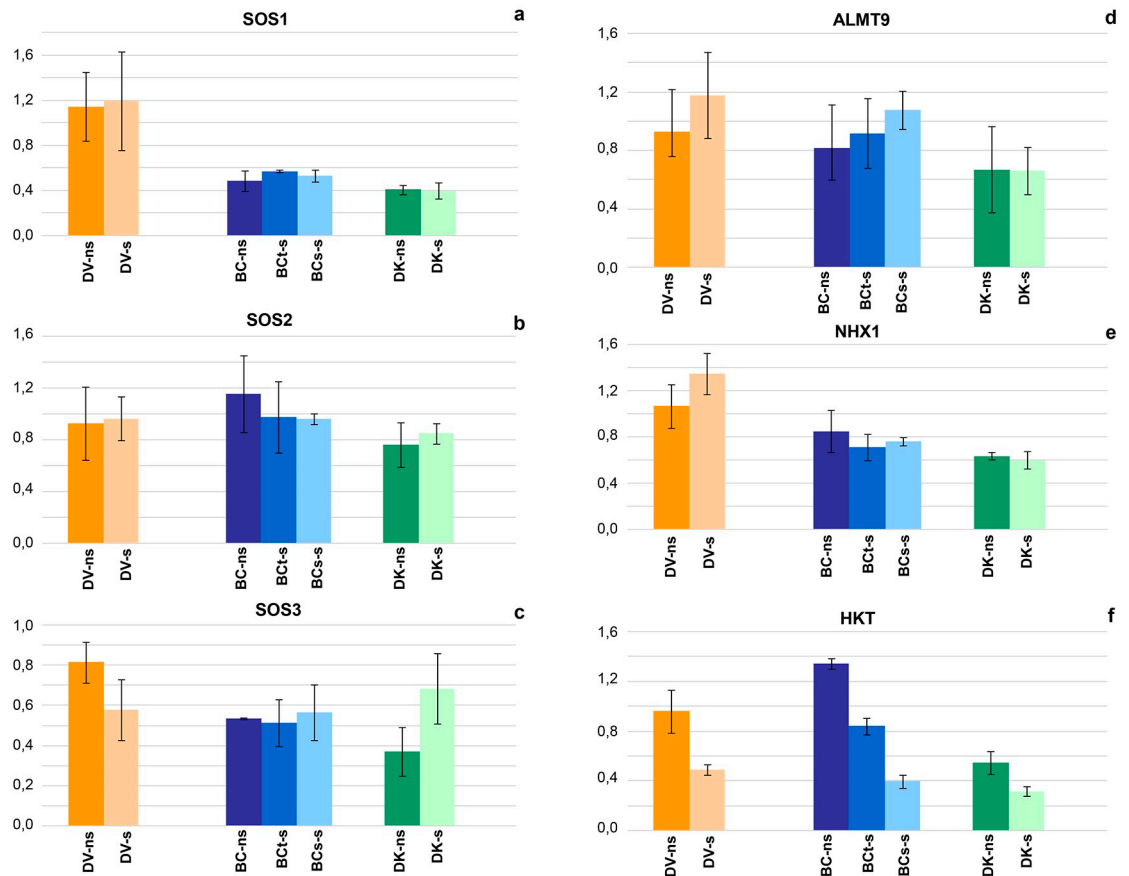 SOS1
a
1,6
1,2
0,8
0,4
0,0
DV-ns
DV-s
BC-ns
BCt-s
BCs-s
DK-ns
DK-s
SOS2
b
1,6
1,2
0,8
0,4
0,0
DV-ns
DV-s
BC-ns
BCt-s
BCs-s
DK-ns
DK-s
SOS3
c
1,0
0,8
0,6
0,4
0,2
0,0
DV-ns
DV-s
BC-ns
BCt-s
BCs-s
DK-ns
DK-s
ALMT9
d
1,6
1,2
0,8
0,4
0,0
DV-ns
DV-s
BC-ns
BCt-s
BCs-s
DK-ns
DK-s
NHX1
e
1,6
1,2
0,8
0,4
0,0
DV-ns
DV-s
BC-ns
BCt-s
BCs-s
DK-ns
DK-s
HKT
f
1,6
1,2
0,8
0,4
0,0
DV-ns
DV-s
BC-ns
BCt-s
BCs-s
DK-ns
DK-s